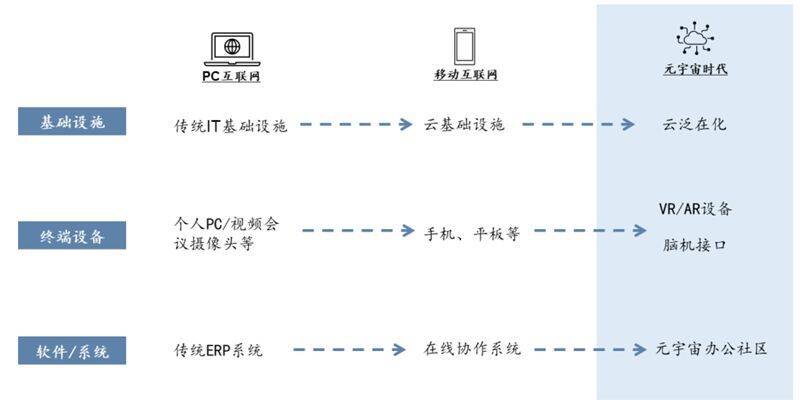 PC互联网
移动互联网
元宇宙时代
基础设施
传统IT基础设施
云基础设施
云泛在化
终端设备
个人PC/视频会
议摄像头等
手机、平板等
VR/AR设备
脑机接口
软件/系统
传统ERP系统
在线协作系统
元宇宙办公社区